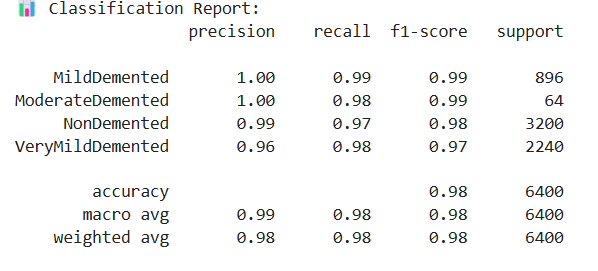 📊 Classification Report:
precision recall f1-score support
MildDemented 1.00 0.99 0.99 896
ModerateDemented 1.00 0.98 0.99 64
NonDemented 0.99 0.97 0.98 3200
VeryMildDemented 0.96 0.98 0.97 2240
accuracy 0.98 6400
macro avg 0.99 0.98 0.98 6400
weighted avg 0.98 0.98 0.98 6400